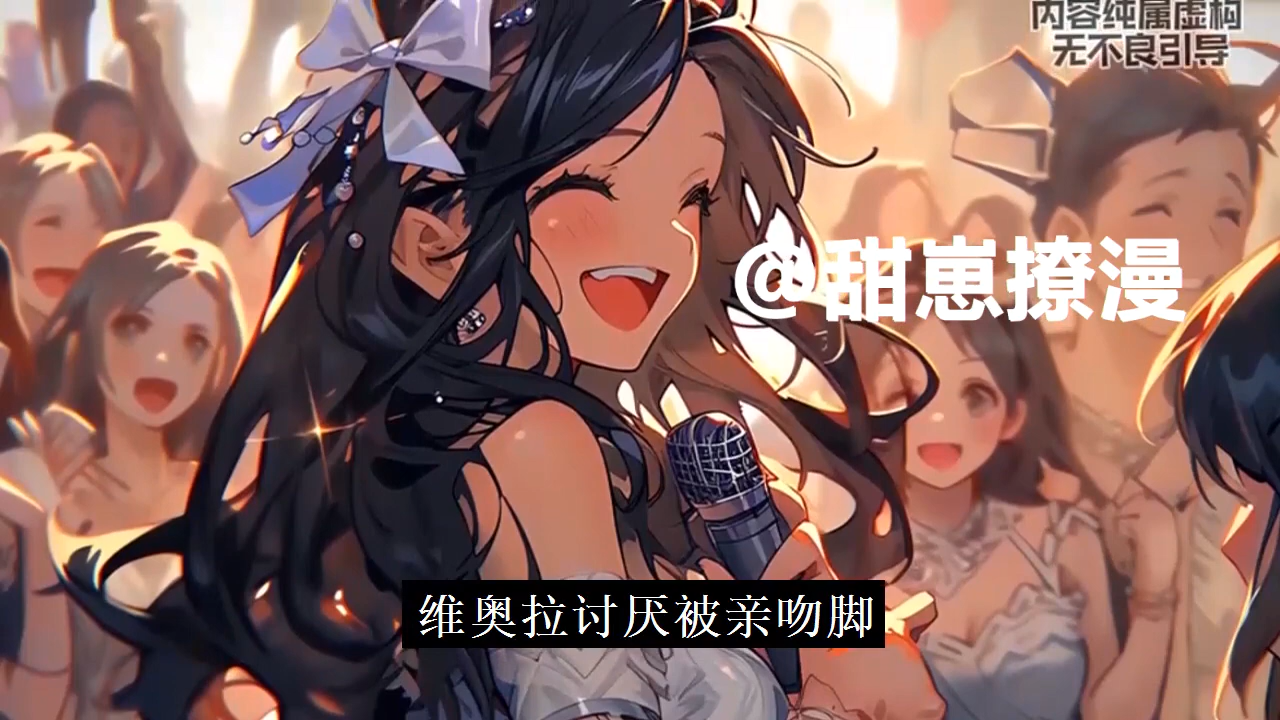 内容纯属虚构
无不良引导
@甜崽撩漫
维奥拉讨厌被亲吻脚